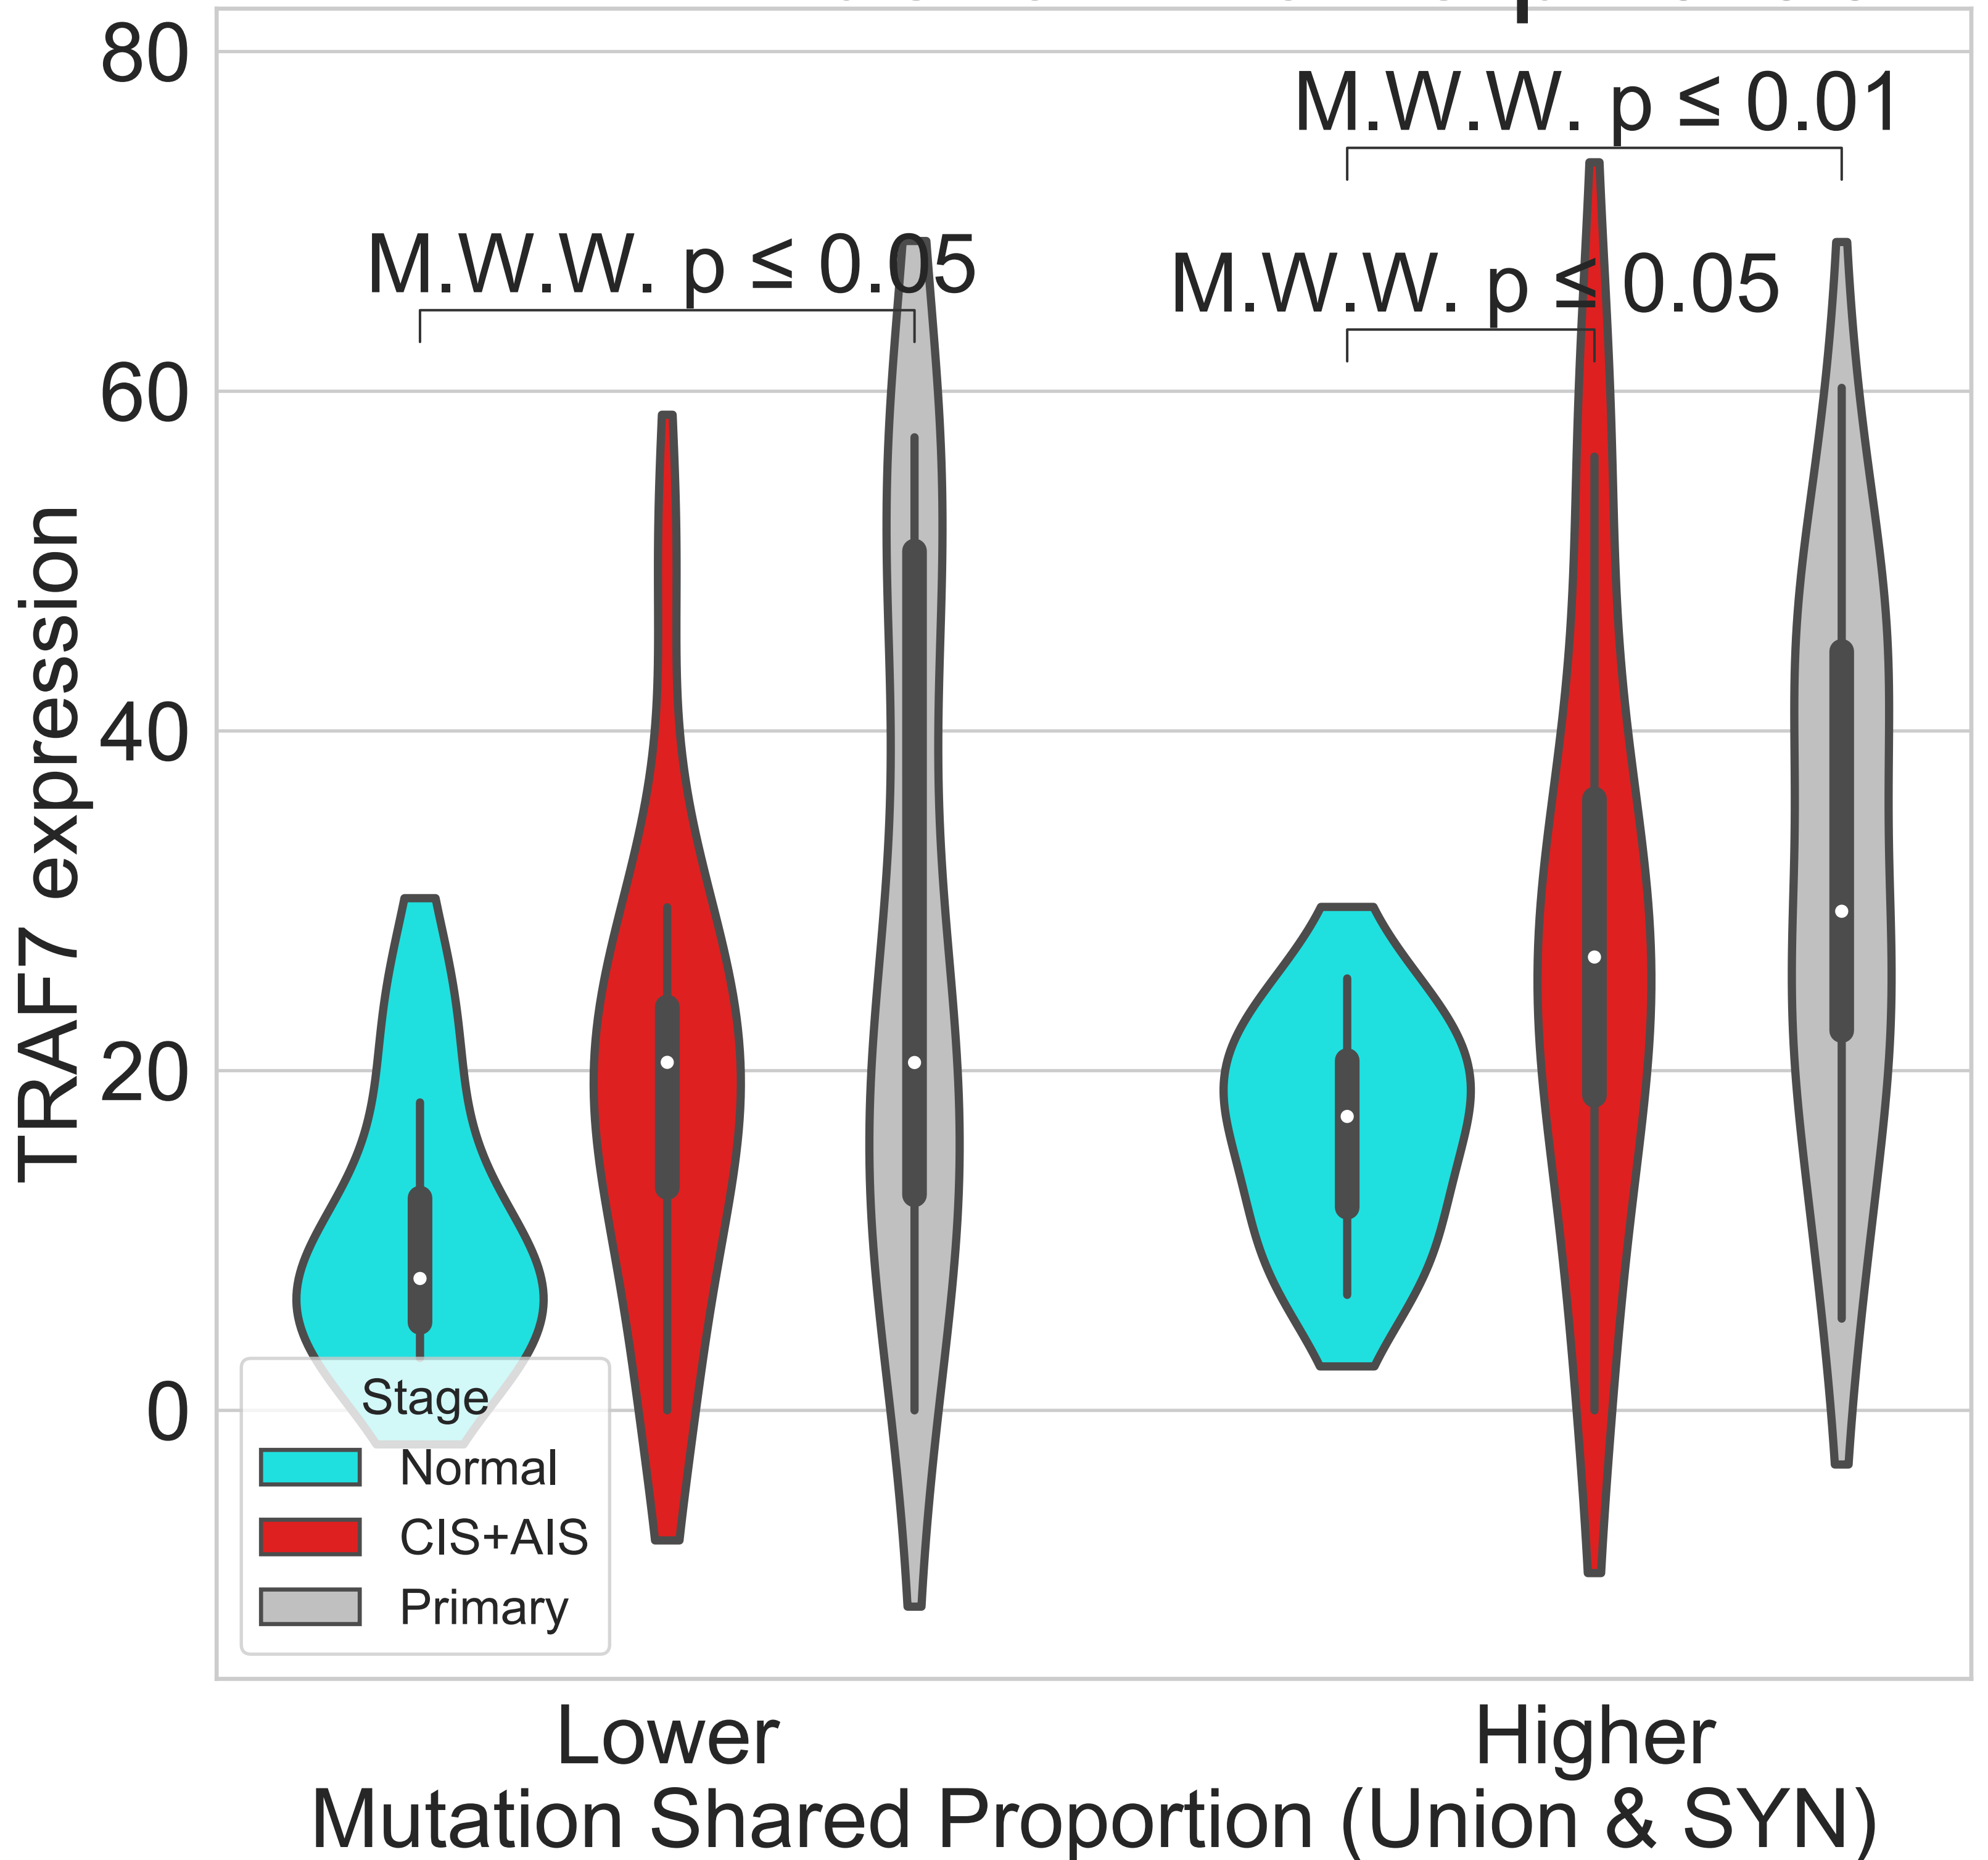 80
M.W.W. p ≤ 0.01
M.W.W. p ≤ 0.05
M.W.W. p ≤ 0.05
60
40
20
0
TRAF7 expression
Stage
Normal
CIS+AIS
Primary
Lower
Higher
Mutation Shared Proportion (Union & SYN)